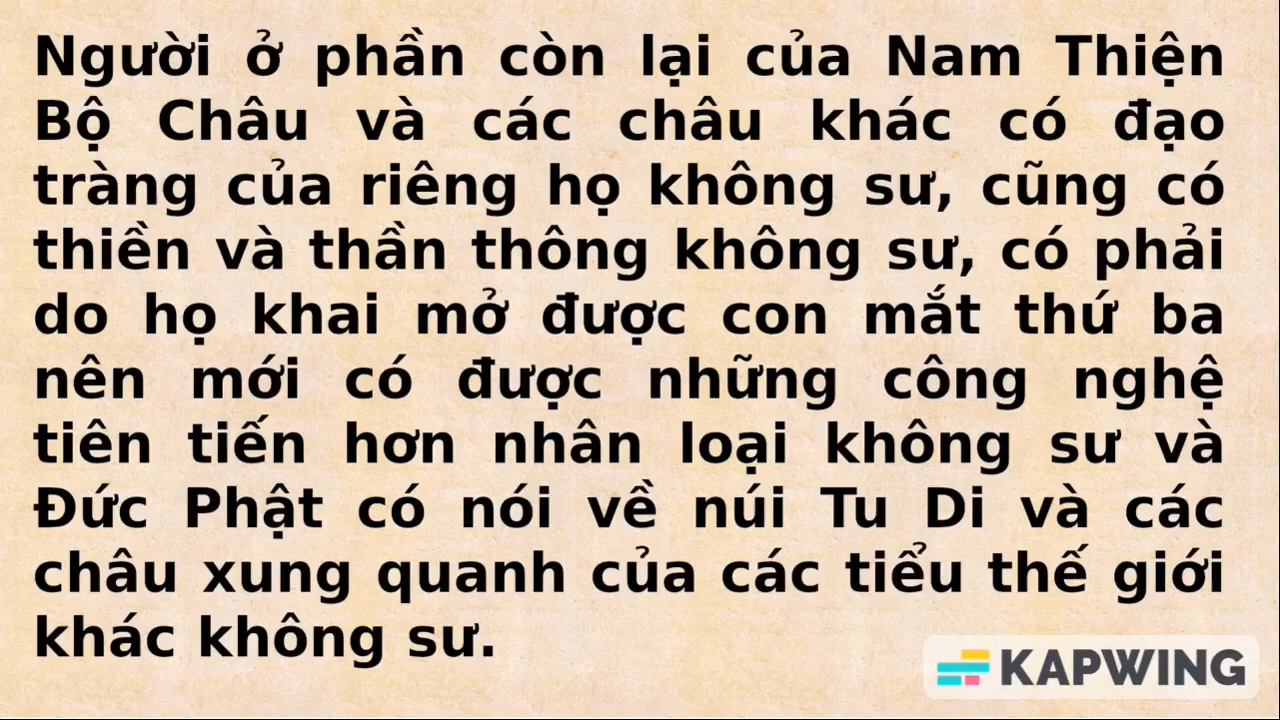 Người ở phần còn lại của Nam Thiện
Bộ Châu và các châu khác có đạo
tràng của riêng họ không sư, cũng có
thiền và thần thông không sư, có phải
do họ khai mở được con mắt thứ ba
nên mới có được những công nghệ
tiên tiến hơn nhân loại không sư và
Đức Phật có nói về núi Tu Di và các
châu xung quanh của các tiểu thế giới
khác không sư.
KAPWING